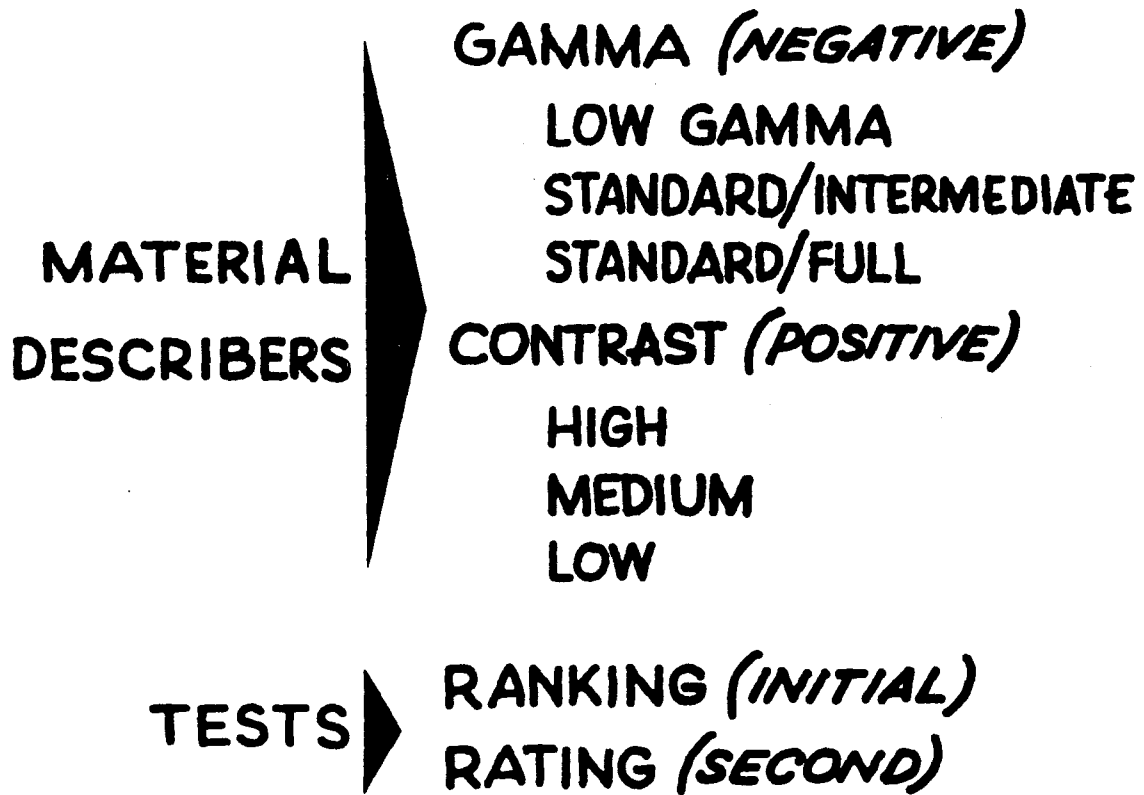 MATERIAL
DESCRIBERS
GAMMA (NEGATIVE)
LOW GAMMA
STANDARD/INTERMEDIATE
STANDARD/FULL
CONTRAST (POSITIVE)
HIGH
MEDIUM
LOW
TESTS
RANKING (INITIAL)
RATING (SECOND)